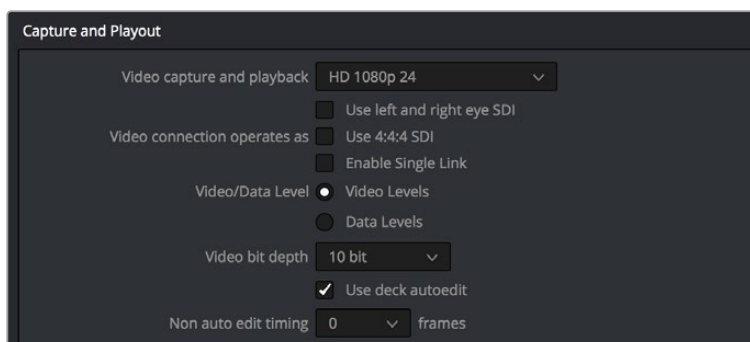 Capture and Playout
Video capture and playback HD 1080p 24
Use left and right eye SDI
Video connection operates as Use 4:4:4 SDI
Enable Single Link
Video/Data Level Video Levels
Data Levels
Video bit depth 10 bit
Use deck autoedit
Non auto edit timing 0 frames